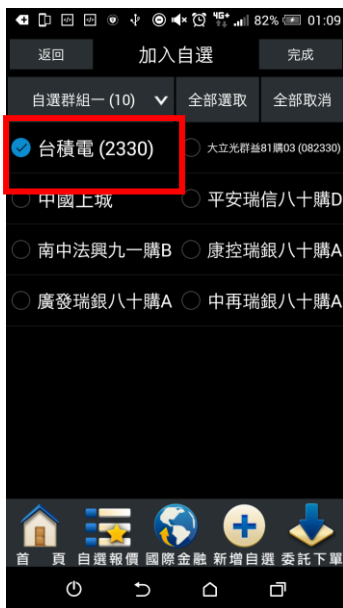 4G+ 82% 01:09
返回 加入自選 完成
自選群組一 (10) 全部選取 全部取消
台積電 (2330) 大立光群益81購03 (082330)
中國上城 平安瑞信八十購D
南中法興九一購B 康控瑞銀八十購A
廣發瑞銀八十購A 中再瑞銀八十購A
首 頁 自選報價 國際金融 新增自選 委託下單